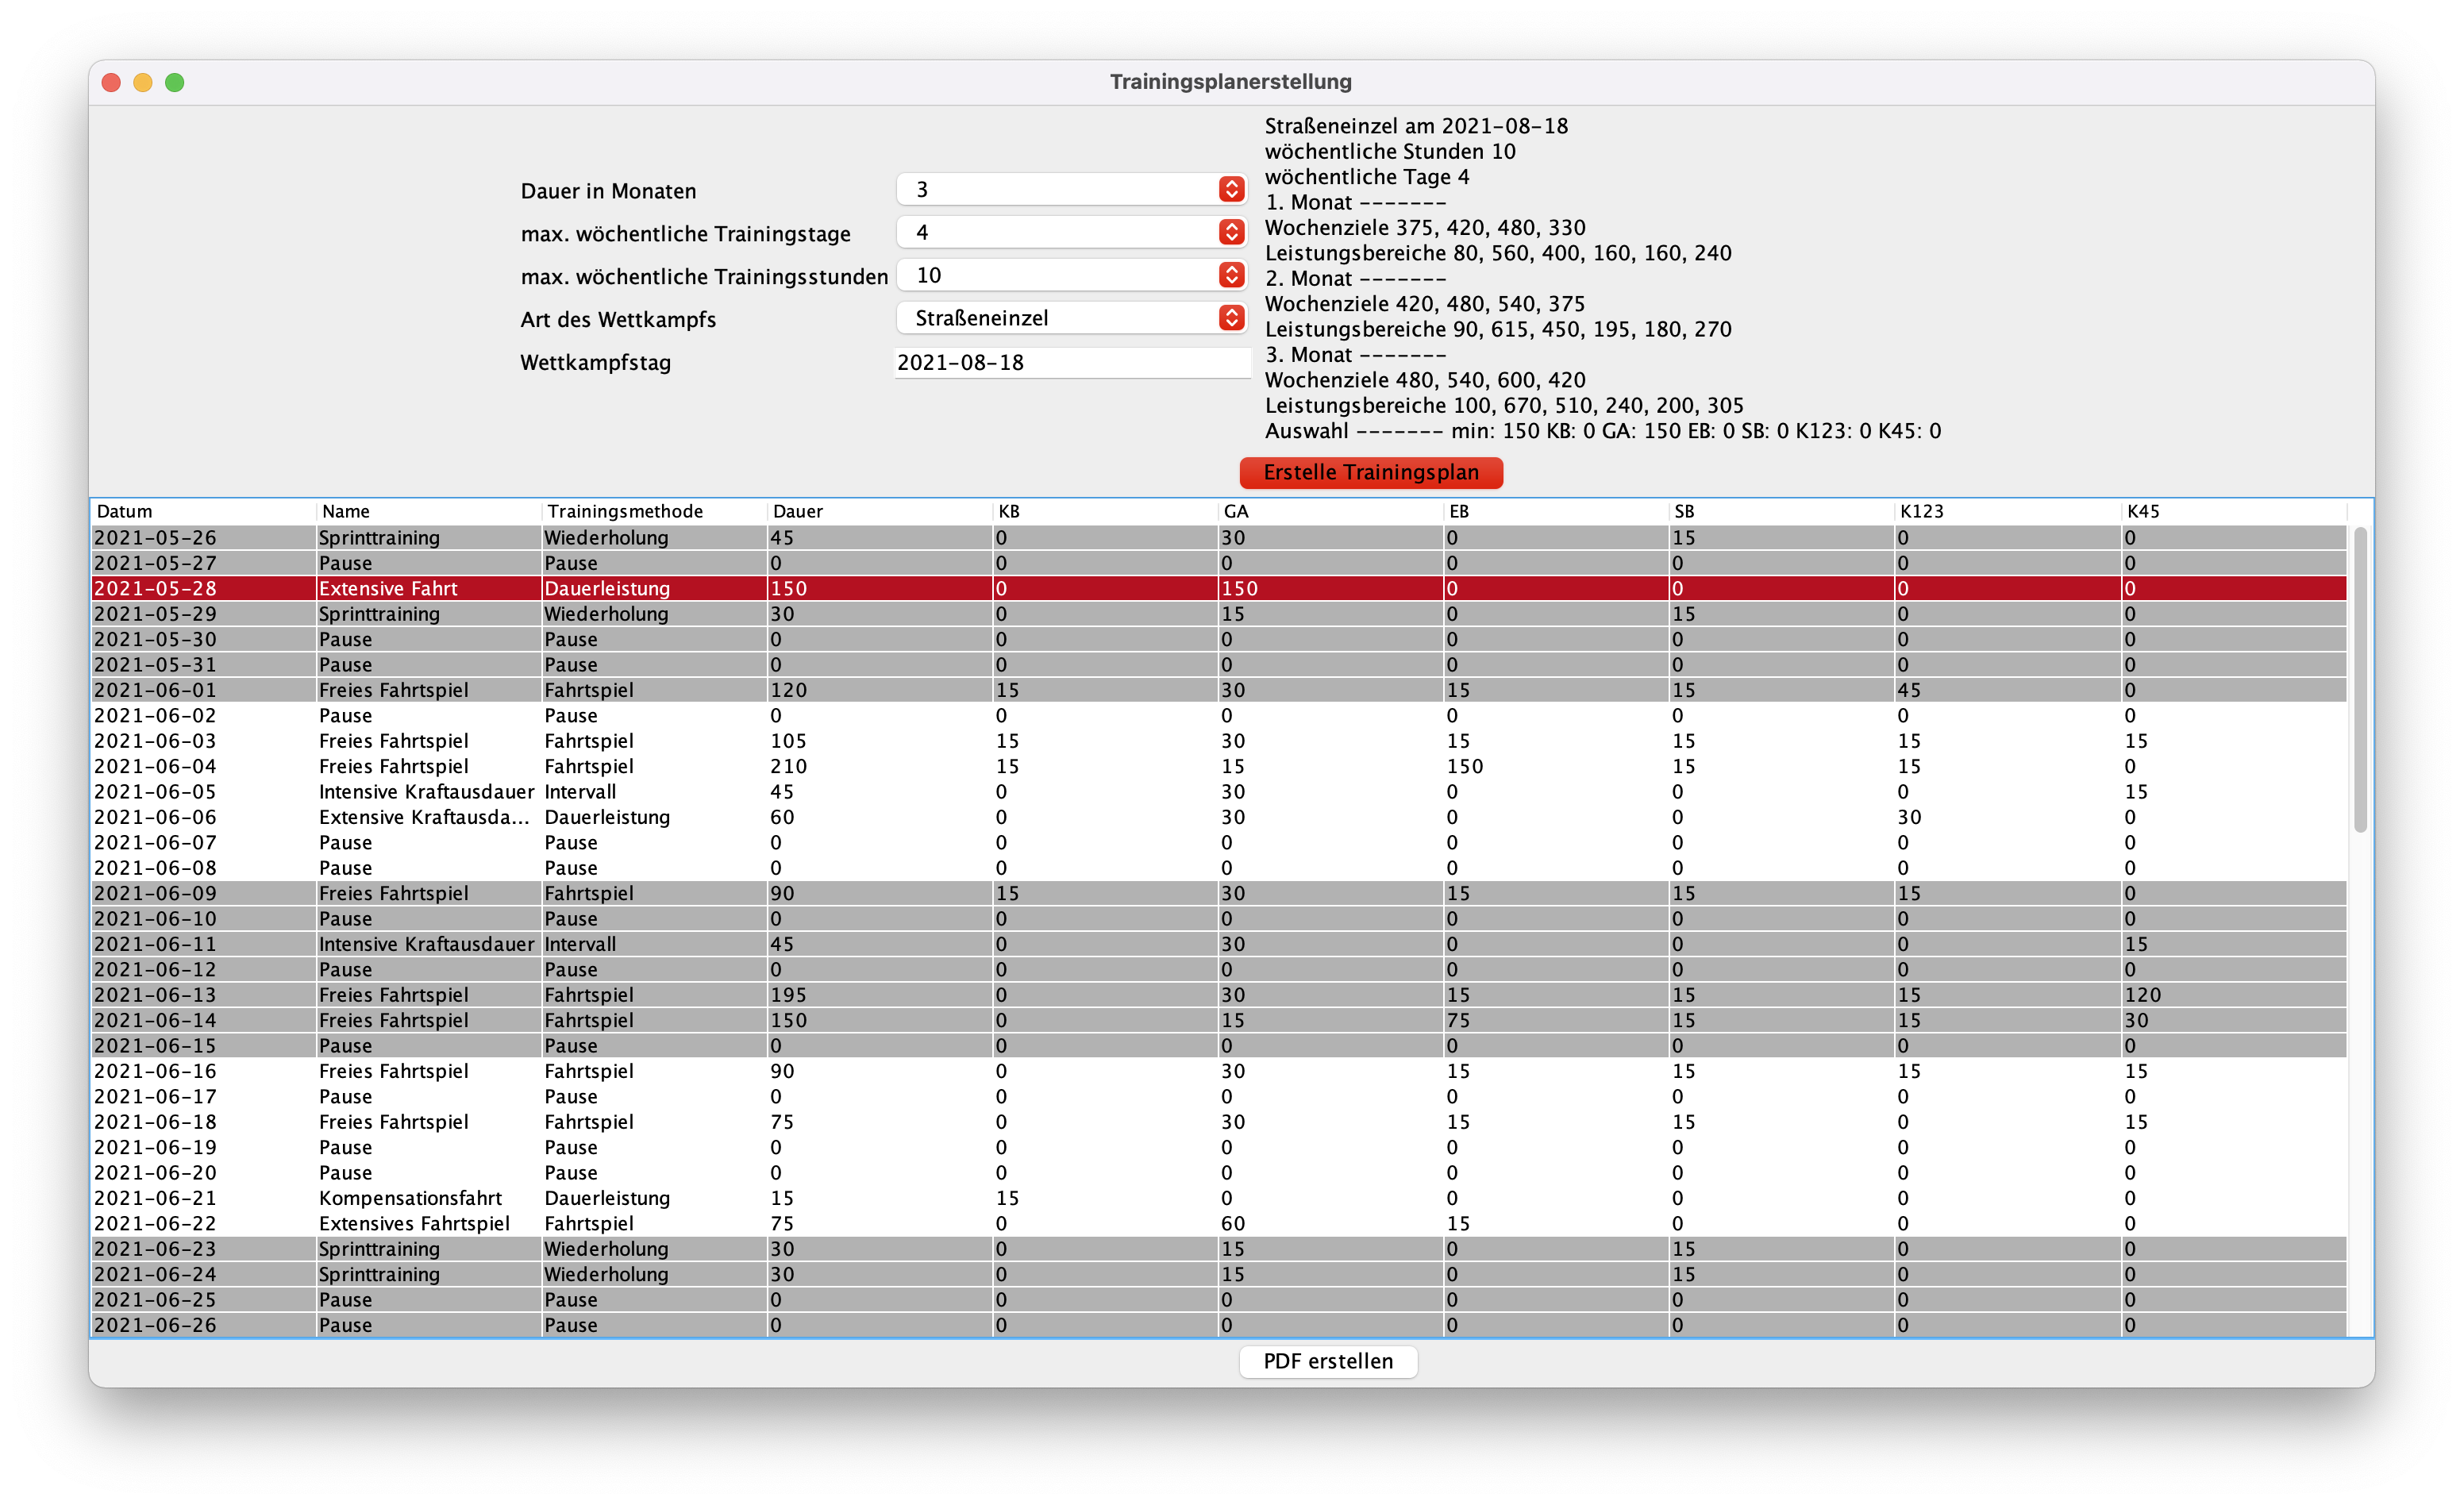 Trainingsplanerstellung
Dauer in Monaten 3
max. wöchentliche Trainingstage 4
max. wöchentliche Trainingsstunden 10
Art des Wettkampfs Straßeneinzel
Wettkampfstag 2021-08-18
Straßeneinzel am 2021-08-18
wöchentliche Stunden 10
wöchentliche Tage 4
1. Monat -------
Wochenziele 375, 420, 480, 330
Leistungsbereiche 80, 560, 400, 160, 160, 240
2. Monat -------
Wochenziele 420, 480, 540, 375
Leistungsbereiche 90, 615, 450, 195, 180, 270
3. Monat -------
Wochenziele 480, 540, 600, 420
Leistungsbereiche 100, 670, 510, 240, 200, 305
Auswahl ------- min: 150 KB: 0 GA: 150 EB: 0 SB: 0 K123: 0 K45: 0
Erstelle Trainingsplan
Datum Name Trainingsmethode Dauer KB GA EB SB K123 K45
2021-05-26 Sprinttraining Wiederholung 45 0 30 0 15 0 0
2021-05-27 Pause Pause 0 0 0 0 0 0 0
2021-05-28 Extensive Fahrt Dauerleistung 150 0 150 0 0 0 0
2021-05-29 Sprinttraining Wiederholung 30 0 15 0 15 0 0
2021-05-30 Pause Pause 0 0 0 0 0 0 0
2021-05-31 Pause Pause 0 0 0 0 0 0 0
2021-06-01 Freies Fahrtspiel Fahrtspiel 120 15 30 15 15 45 0
2021-06-02 Pause Pause 0 0 0 0 0 0 0
2021-06-03 Freies Fahrtspiel Fahrtspiel 105 15 30 15 15 15 15
2021-06-04 Freies Fahrtspiel Fahrtspiel 210 15 15 150 15 15 0
2021-06-05 Intensive Kraftausdauer Intervall 45 0 30 0 0 0 15
2021-06-06 Extensive Kraftausda... Dauerleistung 60 0 30 0 0 30 0
2021-06-07 Pause Pause 0 0 0 0 0 0 0
2021-06-08 Pause Pause 0 0 0 0 0 0 0
2021-06-09 Freies Fahrtspiel Fahrtspiel 90 15 30 15 15 15 0
2021-06-10 Pause Pause 0 0 0 0 0 0 0
2021-06-11 Intensive Kraftausdauer Intervall 45 0 30 0 0 0 15
2021-06-12 Pause Pause 0 0 0 0 0 0 0
2021-06-13 Freies Fahrtspiel Fahrtspiel 195 0 30 15 15 15 120
2021-06-14 Freies Fahrtspiel Fahrtspiel 150 0 15 75 15 15 30
2021-06-15 Pause Pause 0 0 0 0 0 0 0
2021-06-16 Freies Fahrtspiel Fahrtspiel 90 0 30 15 15 15 15
2021-06-17 Pause Pause 0 0 0 0 0 0 0
2021-06-18 Freies Fahrtspiel Fahrtspiel 75 0 30 15 15 0 15
2021-06-19 Pause Pause 0 0 0 0 0 0 0
2021-06-20 Pause Pause 0 0 0 0 0 0 0
2021-06-21 Kompensationsfahrt Dauerleistung 15 15 0 0 0 0 0
2021-06-22 Extensives Fahrtspiel Fahrtspiel 75 0 60 15 0 0 0
2021-06-23 Sprinttraining Wiederholung 30 0 15 0 15 0 0
2021-06-24 Sprinttraining Wiederholung 30 0 15 0 15 0 0
2021-06-25 Pause Pause 0 0 0 0 0 0 0
2021-06-26 Pause Pause 0 0 0 0 0 0 0
PDF erstellen